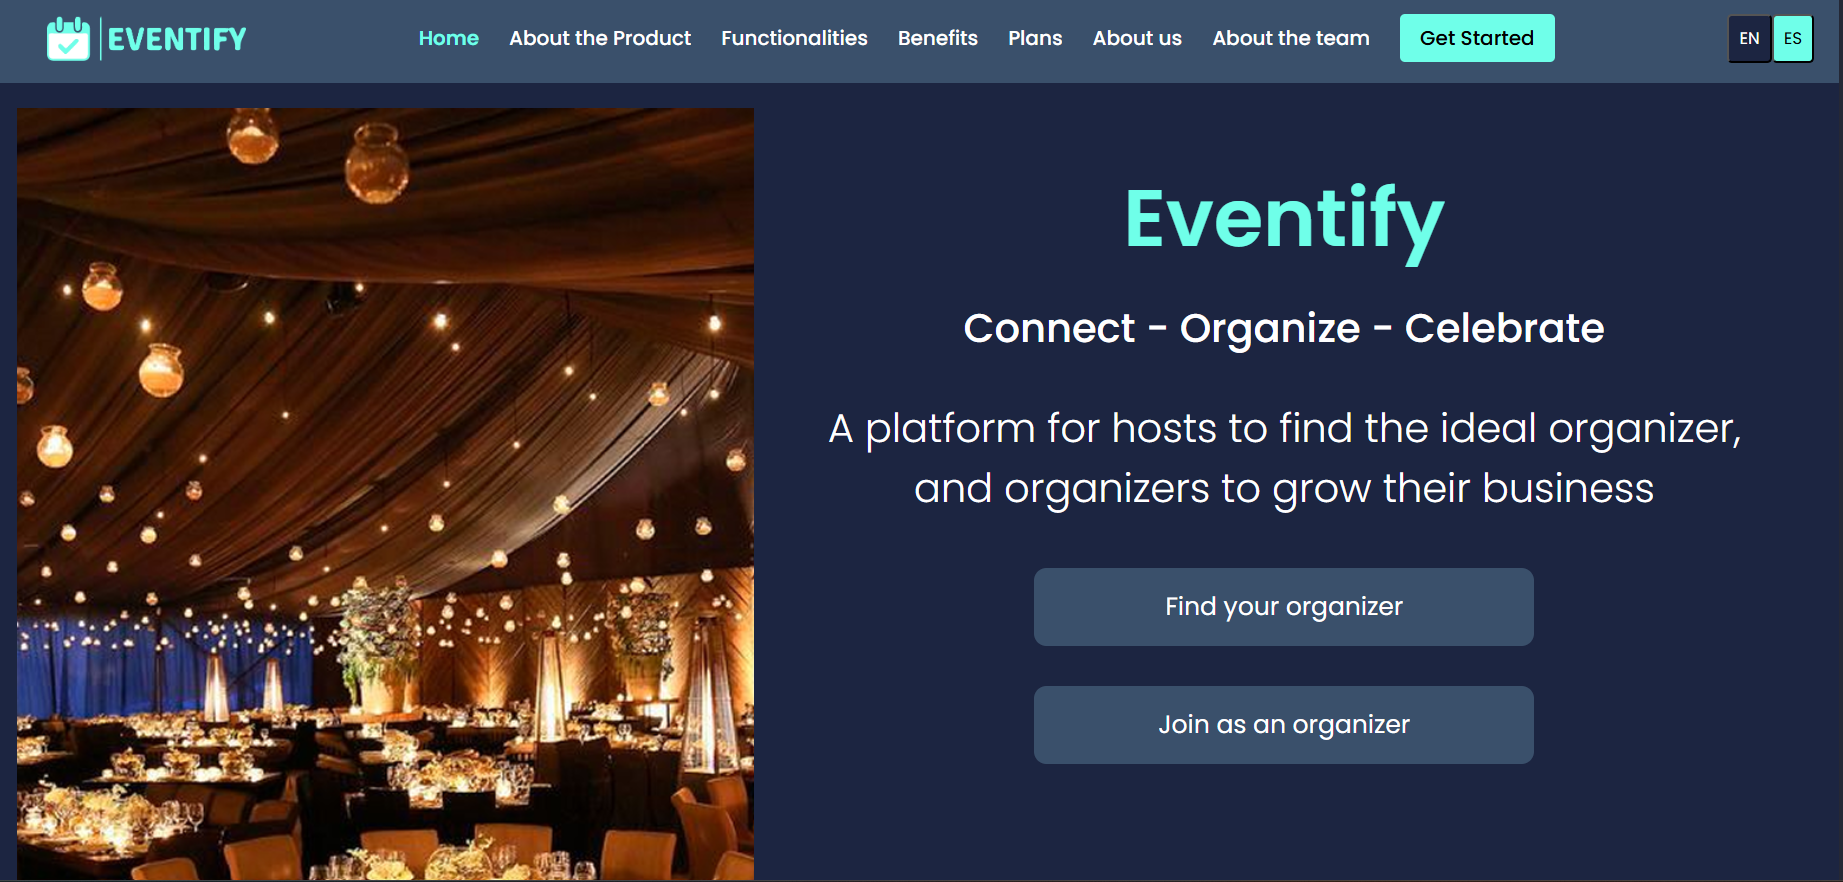 EVENTIFY
Home About the Product Functionalities Benefits Plans About us About the team Get Started EN ES
Eventify
Connect - Organize - Celebrate
A platform for hosts to find the ideal organizer,
and organizers to grow their business
Find your organizer
Join as an organizer